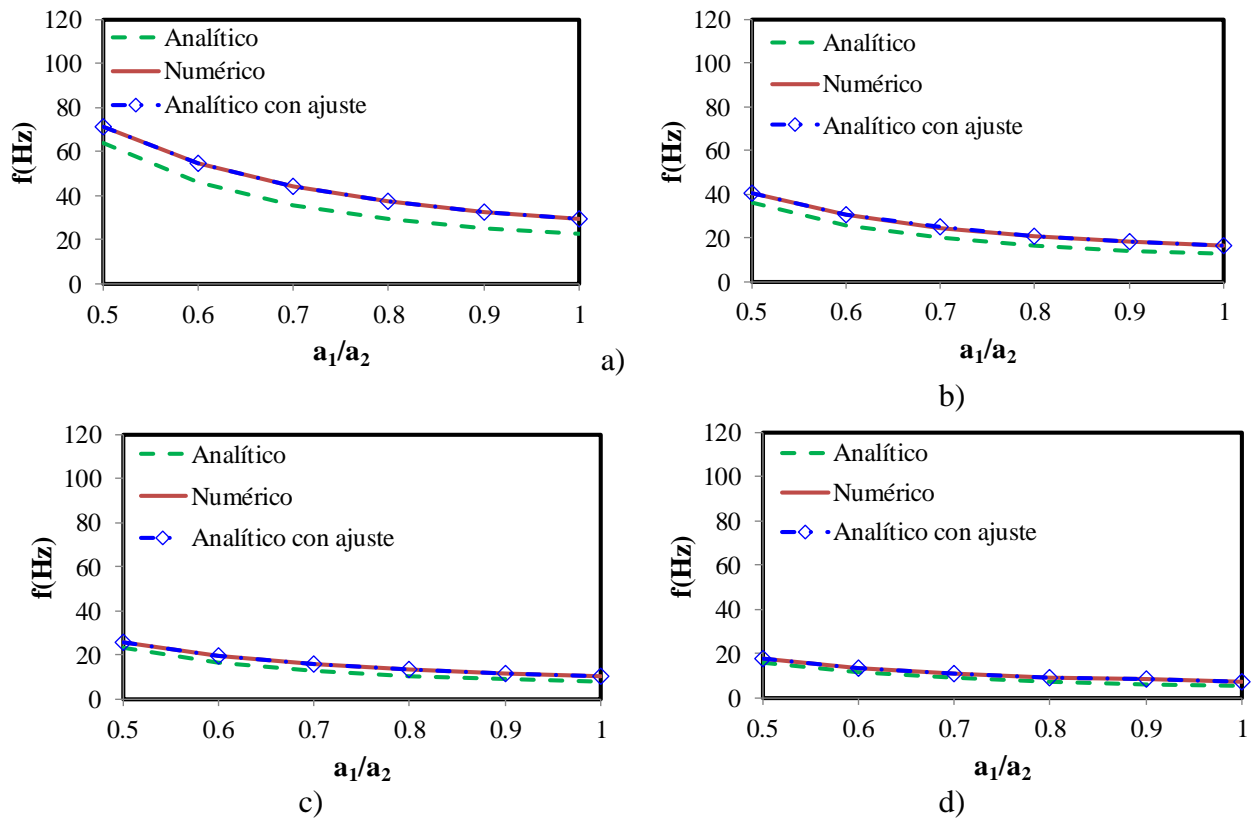 120
100
80
60
40
20
0
f(Hz)
Analítico
Numérico
Analítico con ajuste
0.5 0.6 0.7 0.8 0.9 1
a₁/a₂
a)
120
100
80
60
40
20
0
f(Hz)
Analítico
Numérico
Analítico con ajuste
0.5 0.6 0.7 0.8 0.9 1
a₁/a₂
b)
120
100
80
60
40
20
0
f(Hz)
Analítico
Numérico
Analítico con ajuste
0.5 0.6 0.7 0.8 0.9 1
a₁/a₂
c)
120
100
80
60
40
20
0
f(Hz)
Analítico
Numérico
Analítico con ajuste
0.5 0.6 0.7 0.8 0.9 1
a₁/a₂
d)